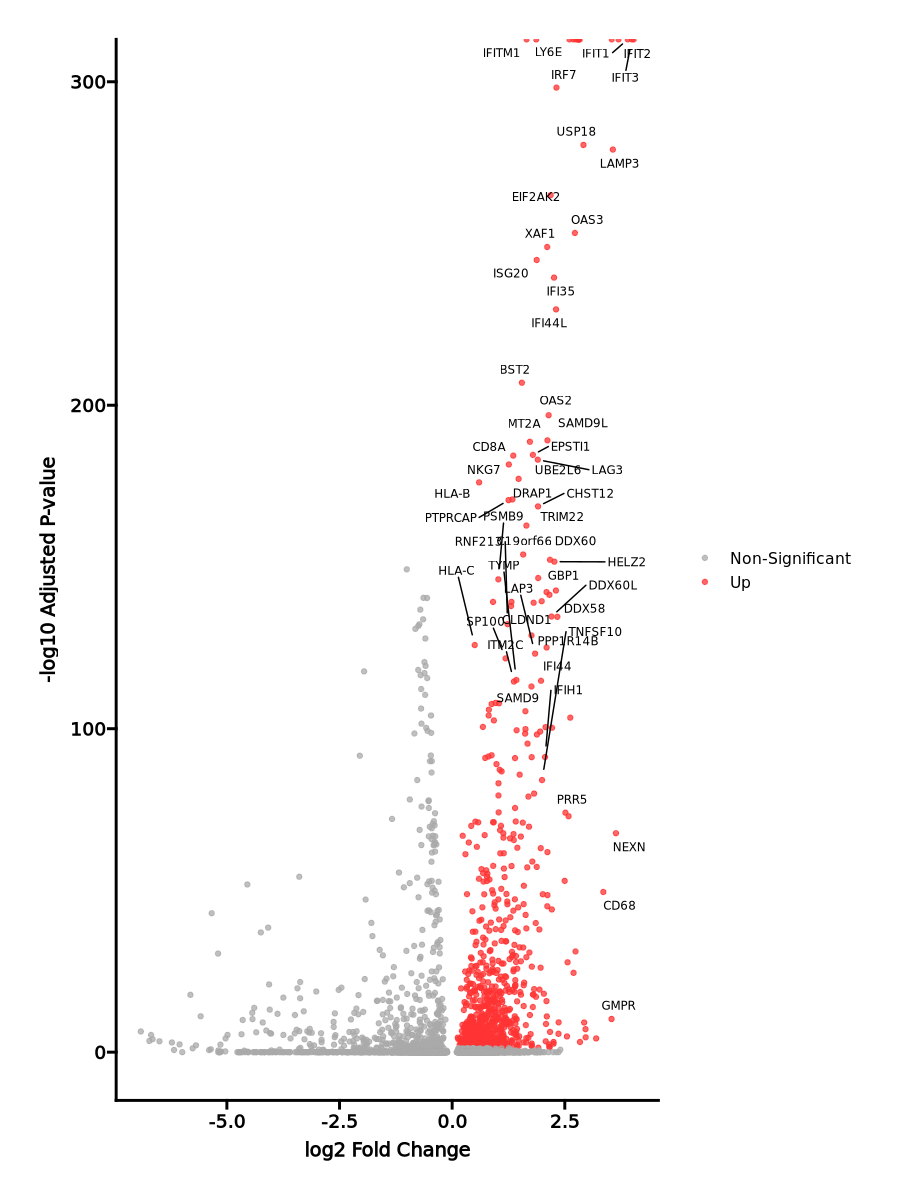 IFITM1
LY6E
IFIT1
IFIT2
IFIT3
IRF7
300
USP18
LAMP3
EIF2AK2
OAS3
XAF1
ISG20
IFI35
IFI44L
BST2
200
OAS2
MT2A
SAMD9L
CD8A
EPSTI1
NKG7
UBE2L6
LAG3
HLA-B
DRAP1
CHST12
PTPRCAP
PSMB9
TRIM22
RNF213
C19orf66
DDX60
HELZ2
HLA-C
TYMP
GBP1
LAP3
DDX60L
DDX58
SP100
CLDND1
TNFSF10
ITM2C
PPP1R14B
IFI44
SAMD9
IFIH1
100
PRR5
NEXN
CD68
GMPR
0
-5.0
-2.5
0.0
2.5
log2 Fold Change
-log10 Adjusted P-value
Non-Significant
Up